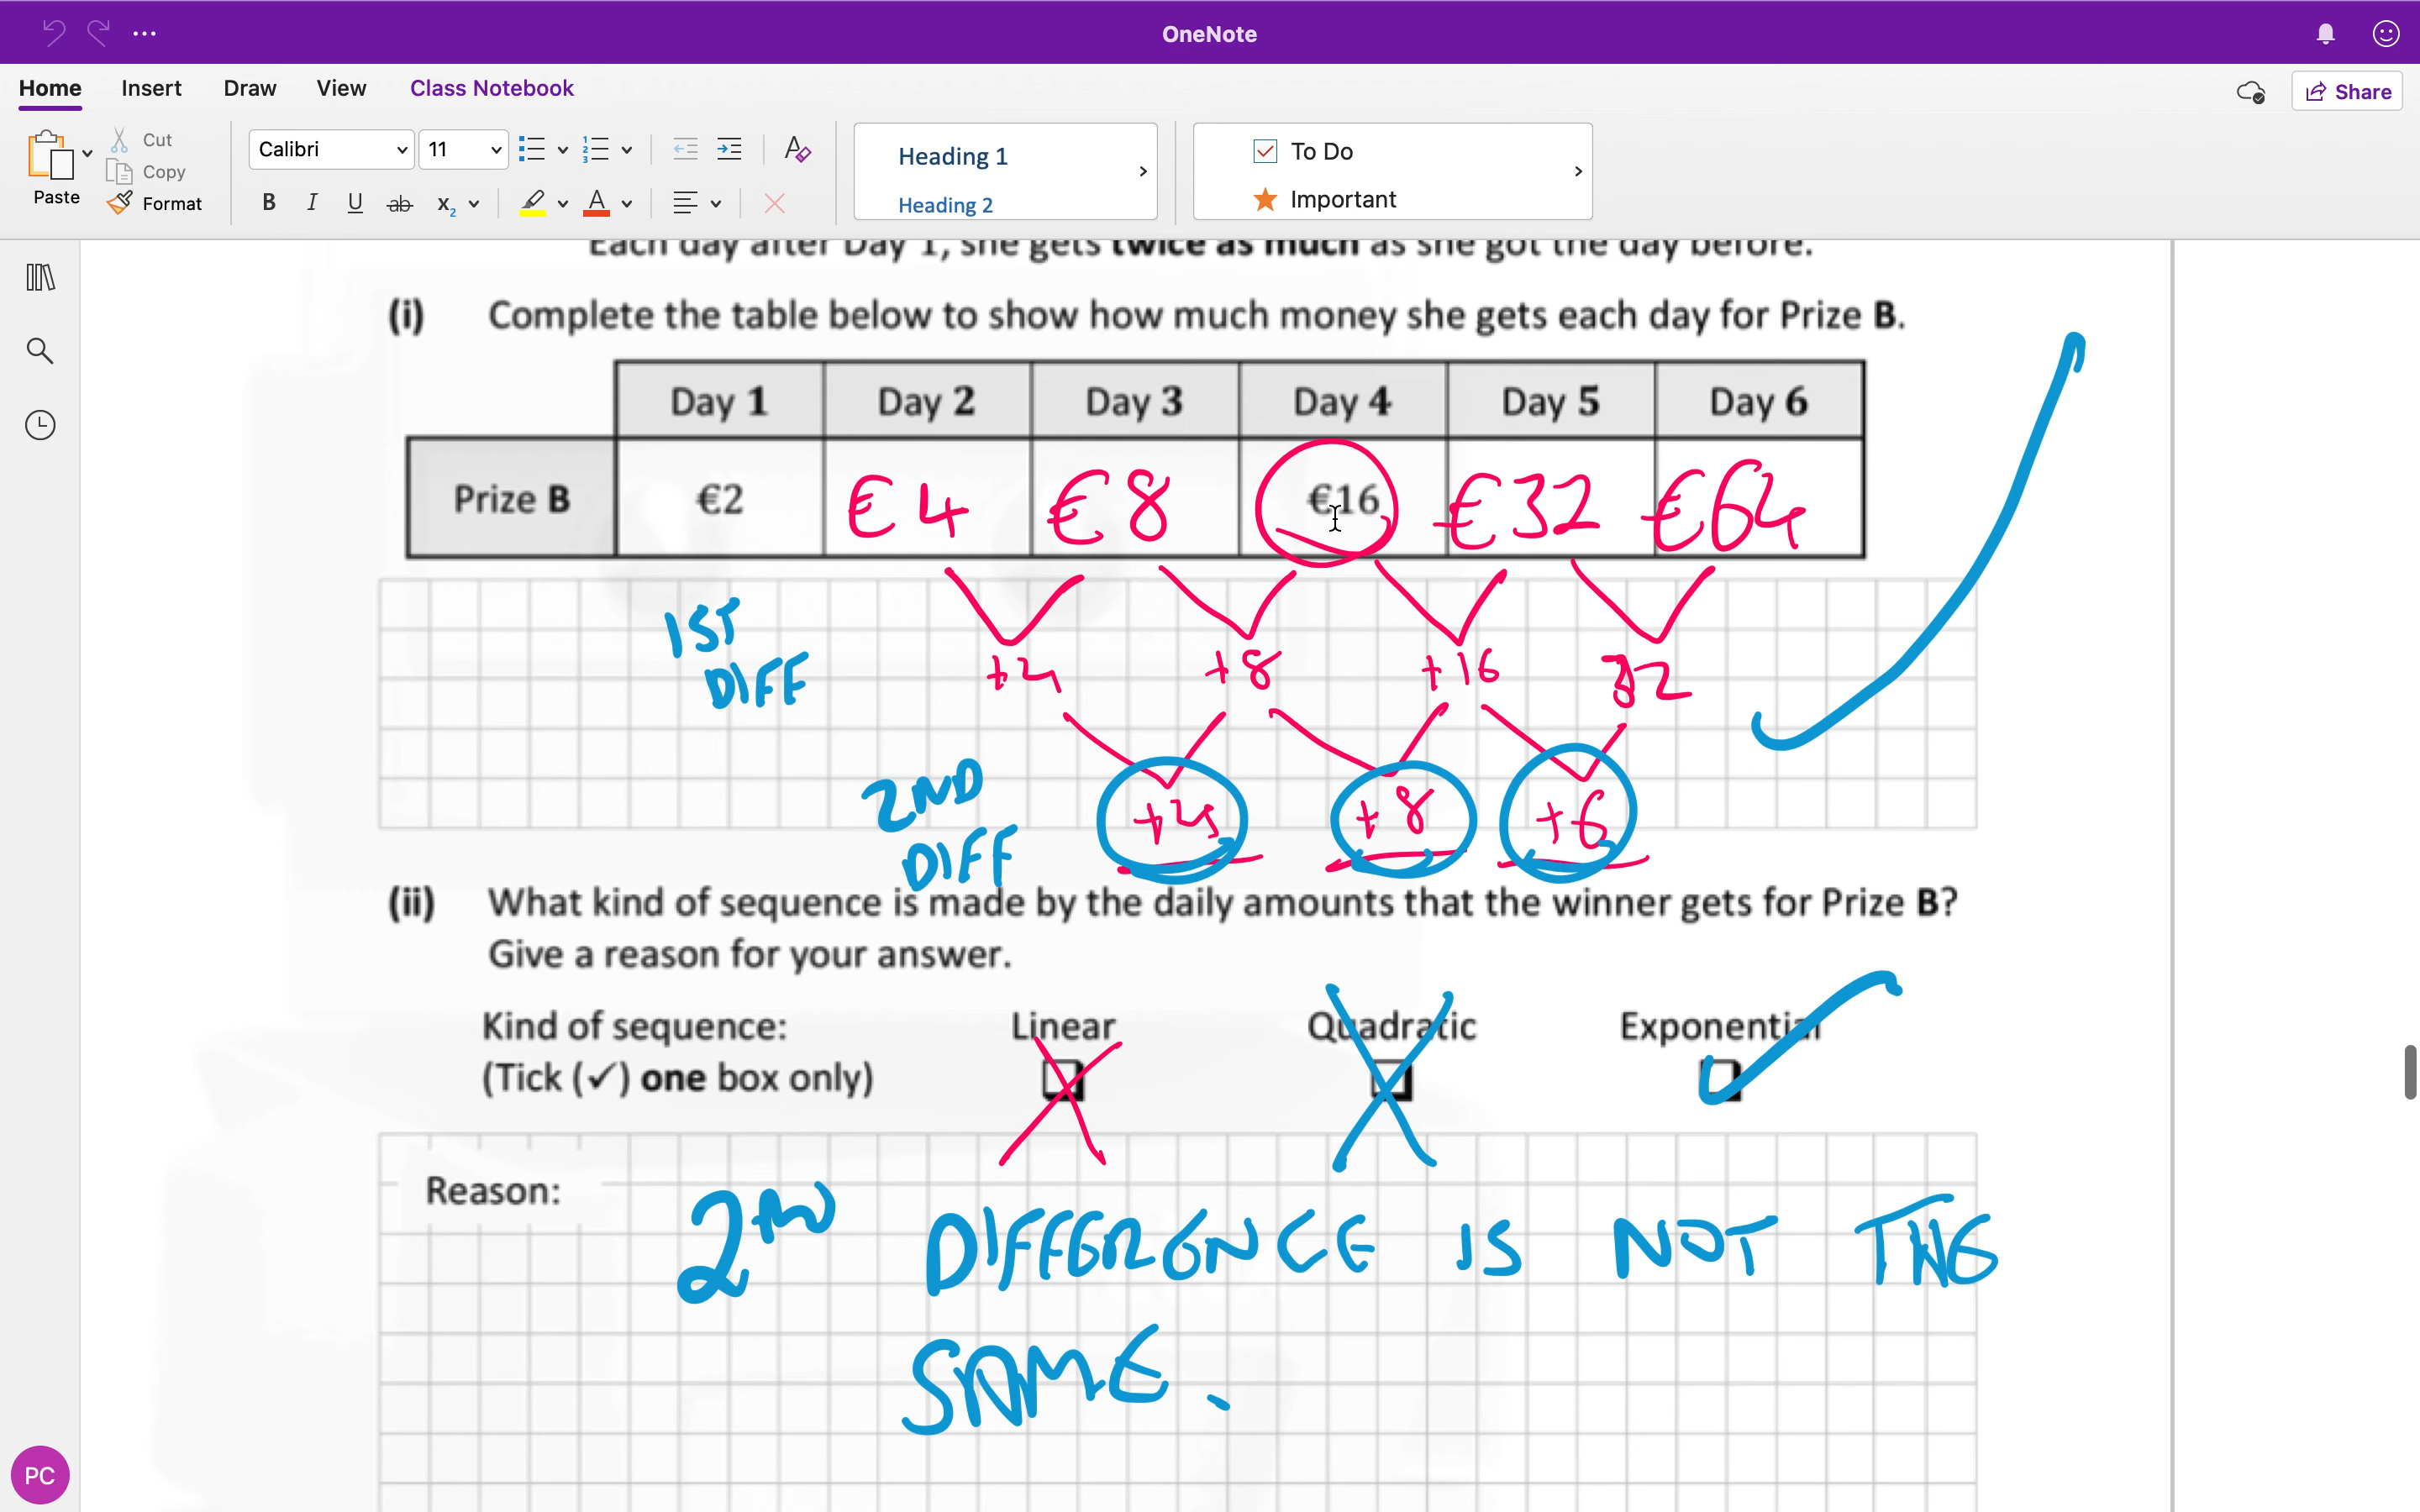 OneNote
Home Insert Draw View Class Notebook Share
Paste Cut Copy Format
Calibri 11
B I U ab x2 A
Heading 1
Heading 2
To Do
Important
Each day after Day 1, she gets twice as much as she got the day before.
(i) Complete the table below to show how much money she gets each day for Prize B.
Day 1 Day 2 Day 3 Day 4 Day 5 Day 6
Prize B €2 €4 €8 €16 €32 €64
1ST DIFF
+4 +8 +16 32
2ND DIFF
+4 +8 +6
(ii) What kind of sequence is made by the daily amounts that the winner gets for Prize B?
Give a reason for your answer.
Kind of sequence: Linear Quadratic Exponential
(Tick (✓) one box only)
Reason: 2ND DIFFERENCE IS NOT THE
SAME.
PC